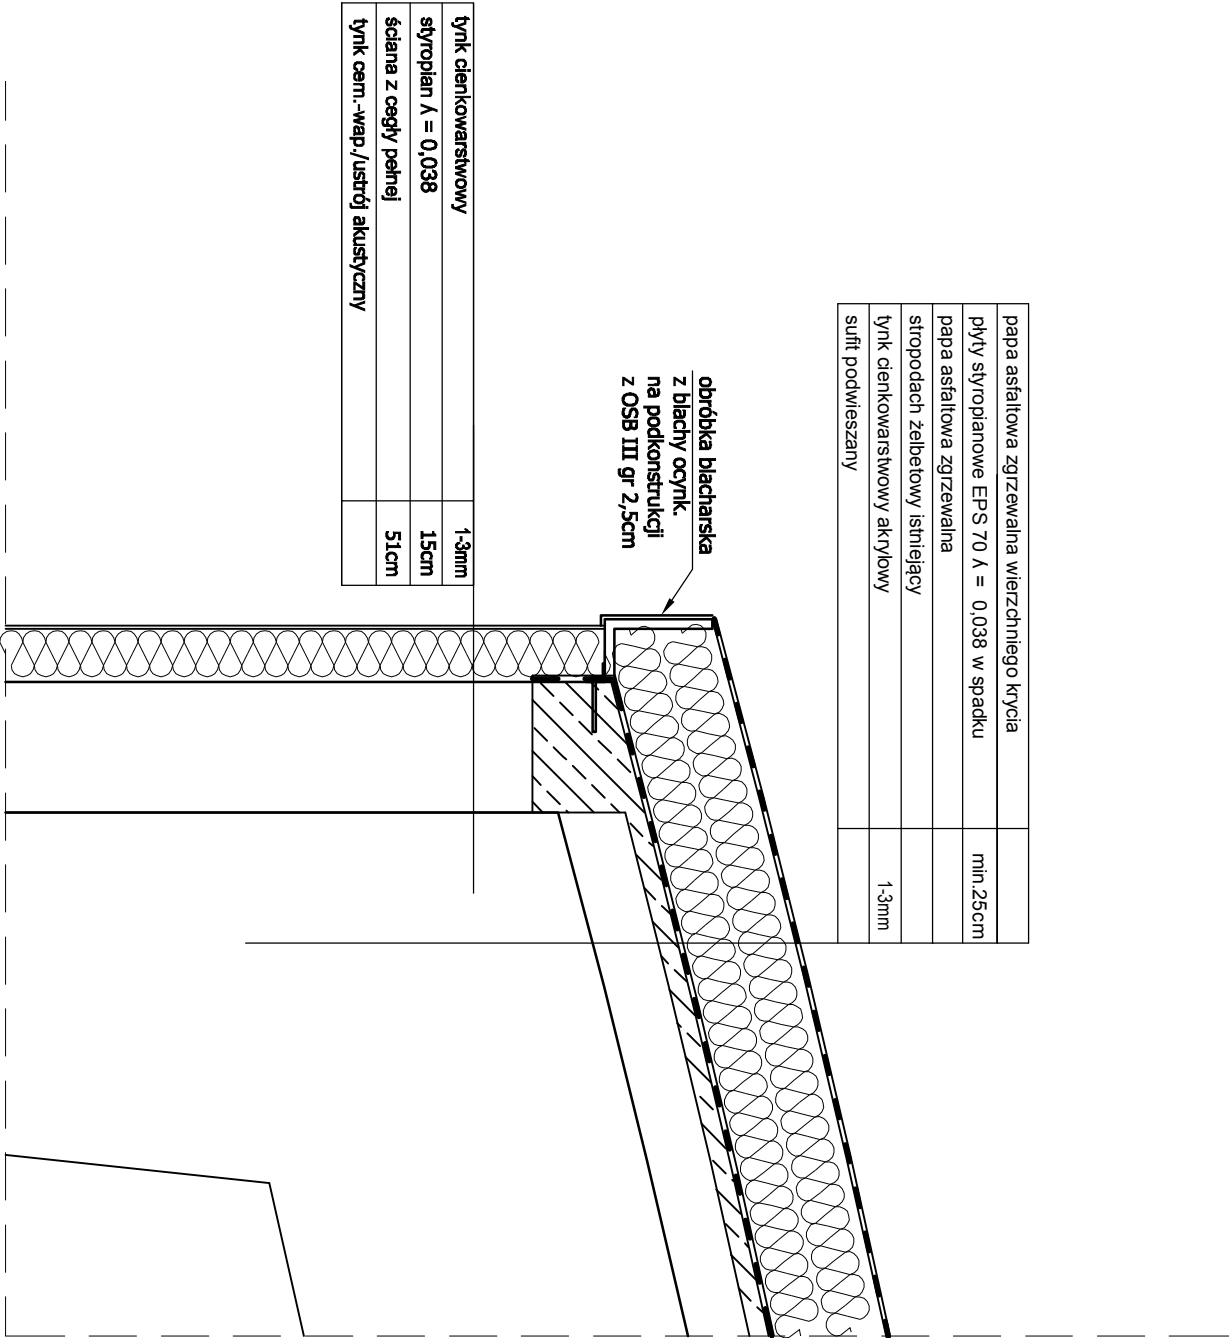 papa asfaltowa zgrzewalna wierzchniego krycia
płyty styropianowe EPS 70 λ = 0,038 w spadku min.25cm
papa asfaltowa zgrzewalna
stropodach żelbetowy istniejący
tynk cienkowarstwowy akrylowy 1-3mm
sufit podwieszany
obróbka blacharska
z blachy ocynk.
na podkonstrukcji
z OSB III gr 2,5cm
tynk cienkowarstwowy 1-3mm
styropian λ = 0,038 15cm
ściana z cegły pełnej 51cm
tynk cem.-wap./ustrój akustyczny